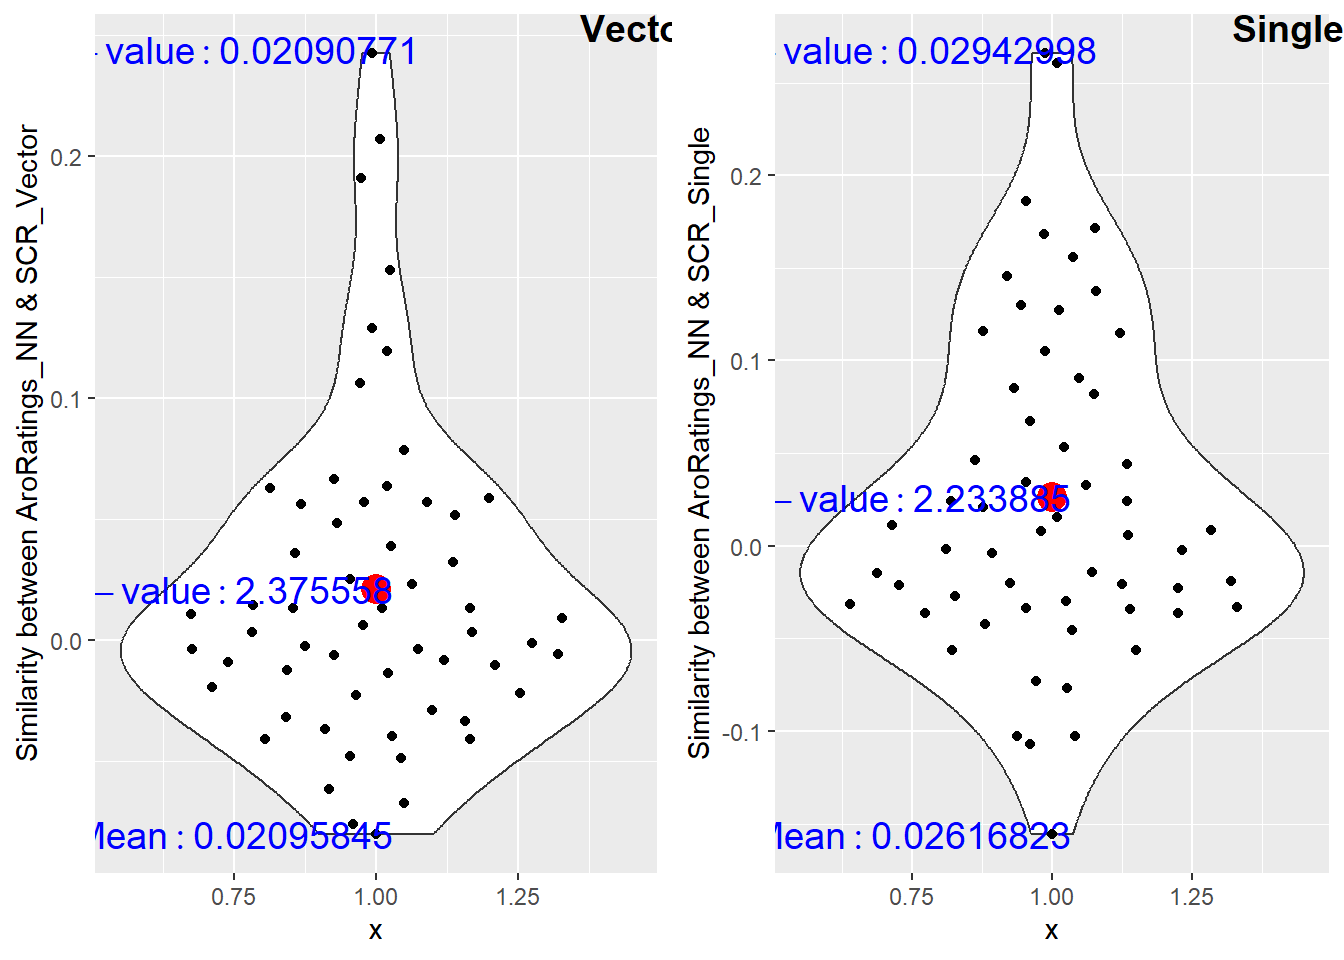 Vecto
– value : 0.02090771
0.2
0.1
– value : 2.375558
0.0
Mean : 0.02095845
0.75 1.00 1.25
x
Similarity between AroRatings_NN & SCR_Vector
Single
– value : 0.02942998
0.2
0.1
– value : 2.233885
0.0
-0.1
Mean : 0.02616823
0.75 1.00 1.25
x
Similarity between AroRatings_NN & SCR_Single